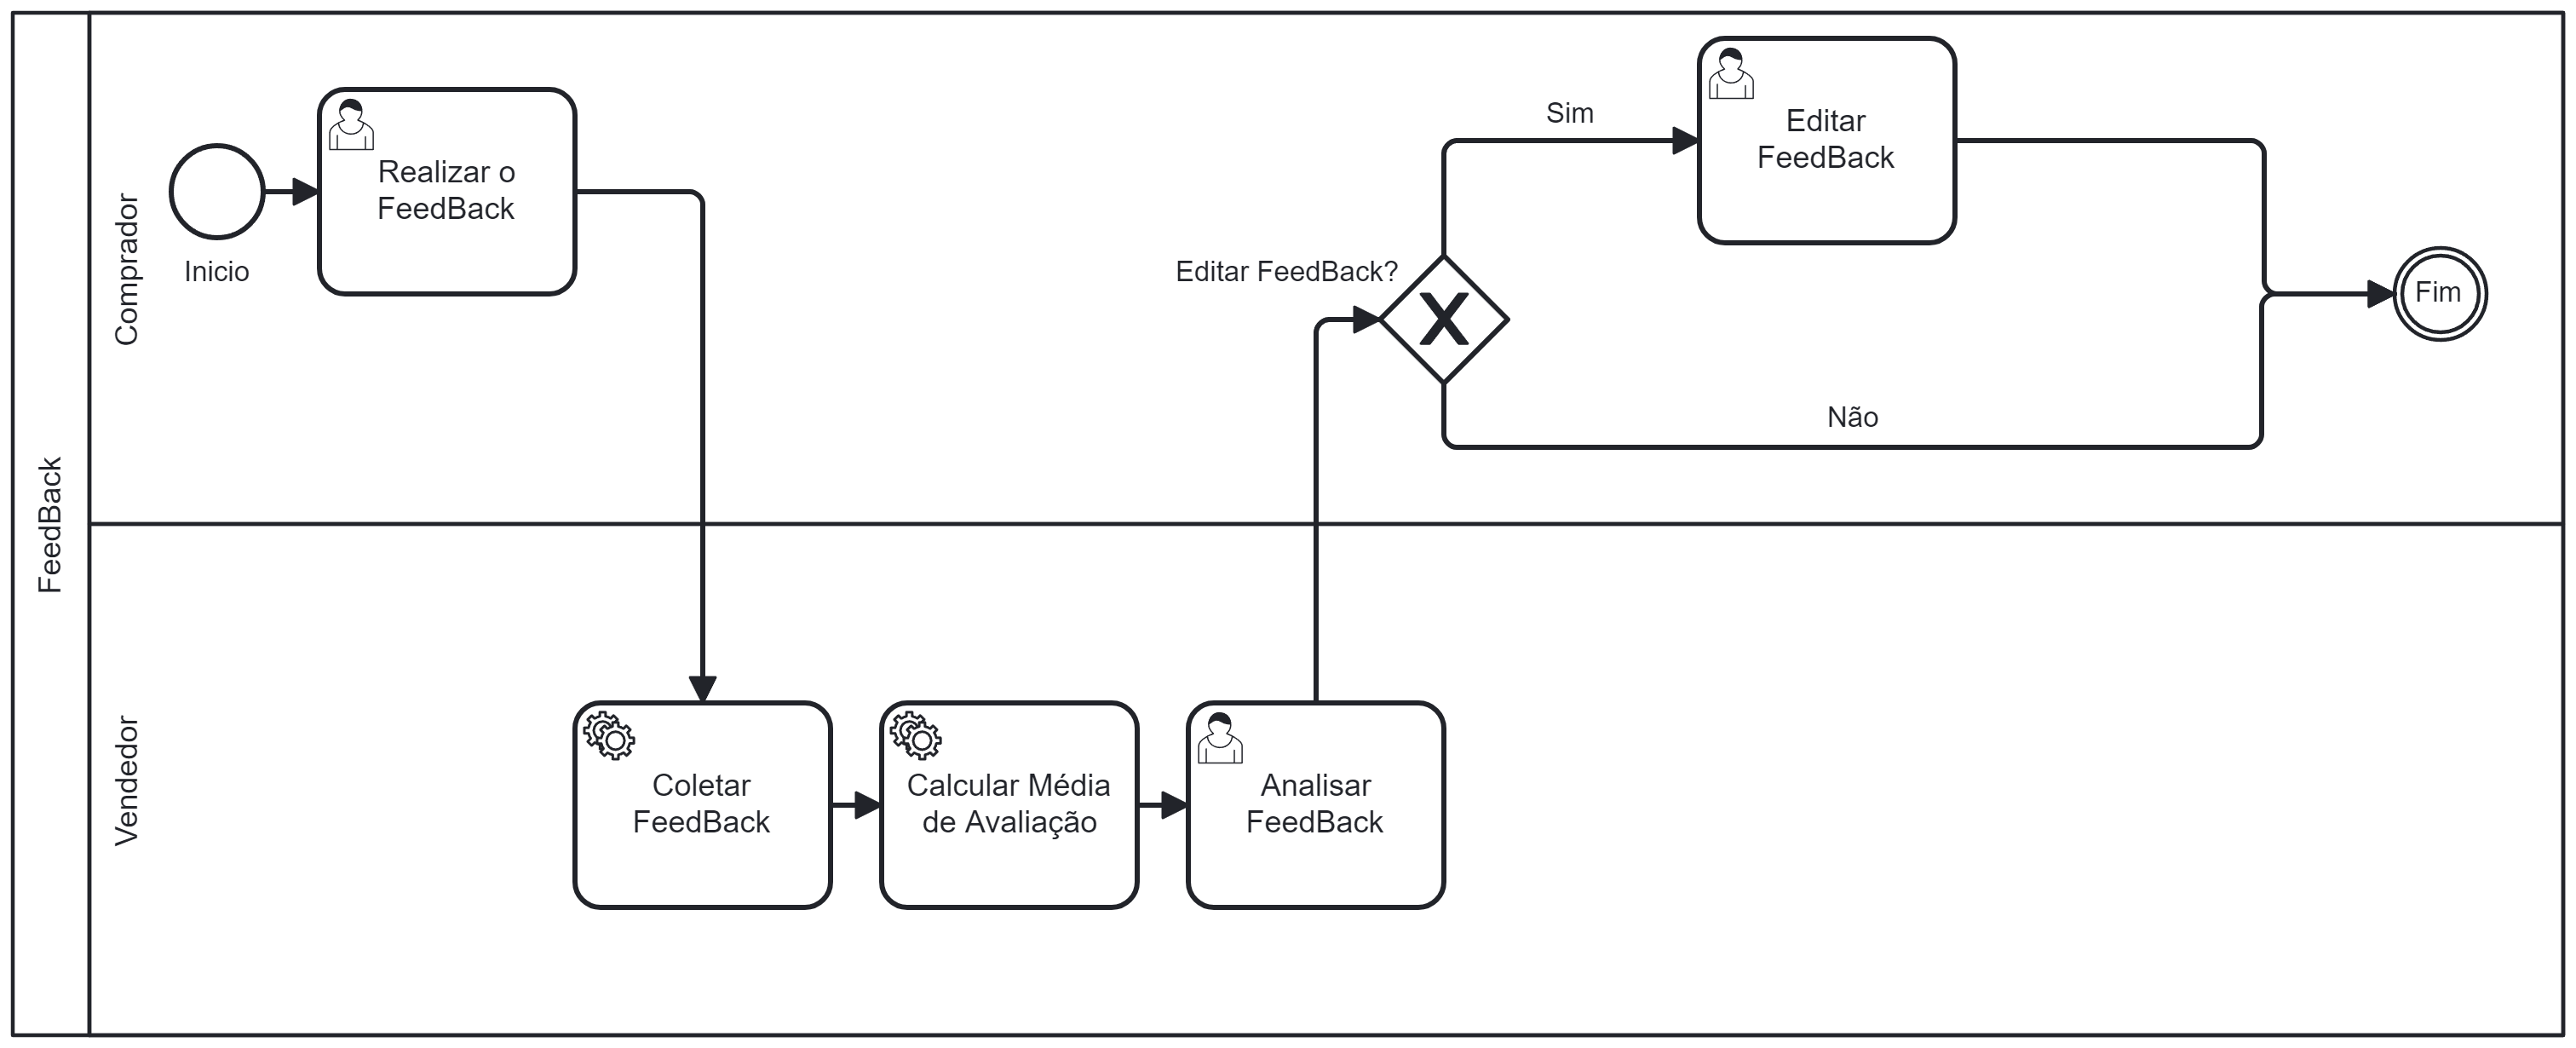 FeedBack
Comprador
Inicio
Realizar o
FeedBack
Editar FeedBack?
Sim
Editar
FeedBack
Não
Fim
Vendedor
Coletar
FeedBack
Calcular Média
de Avaliação
Analisar
FeedBack